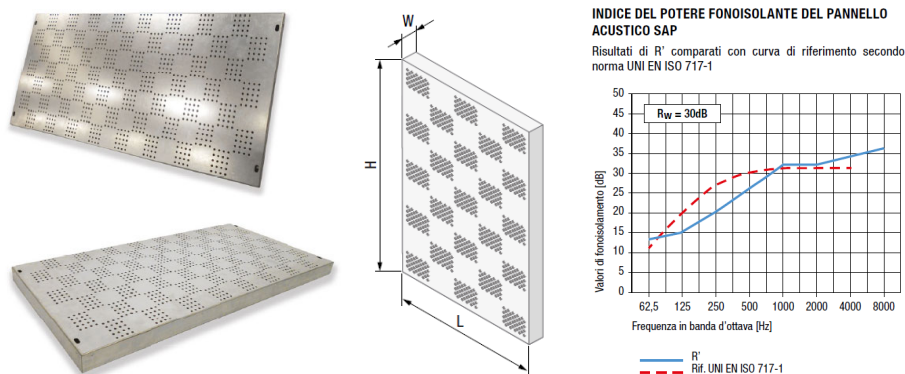 W
H
L
INDICE DEL POTERE FONOISOLANTE DEL PANNELLO
ACUSTICO SAP
Risultati di R' comparati con curva di riferimento secondo
norma UNI EN ISO 717-1
Valori di fonoisolamento [dB]
50
45
40
35
30
25
20
15
10
5
0
RW = 30dB
62,5 125 250 500 1000 2000 4000 8000
Frequenza in banda d'ottava [Hz]
R'
Rif. UNI EN ISO 717-1